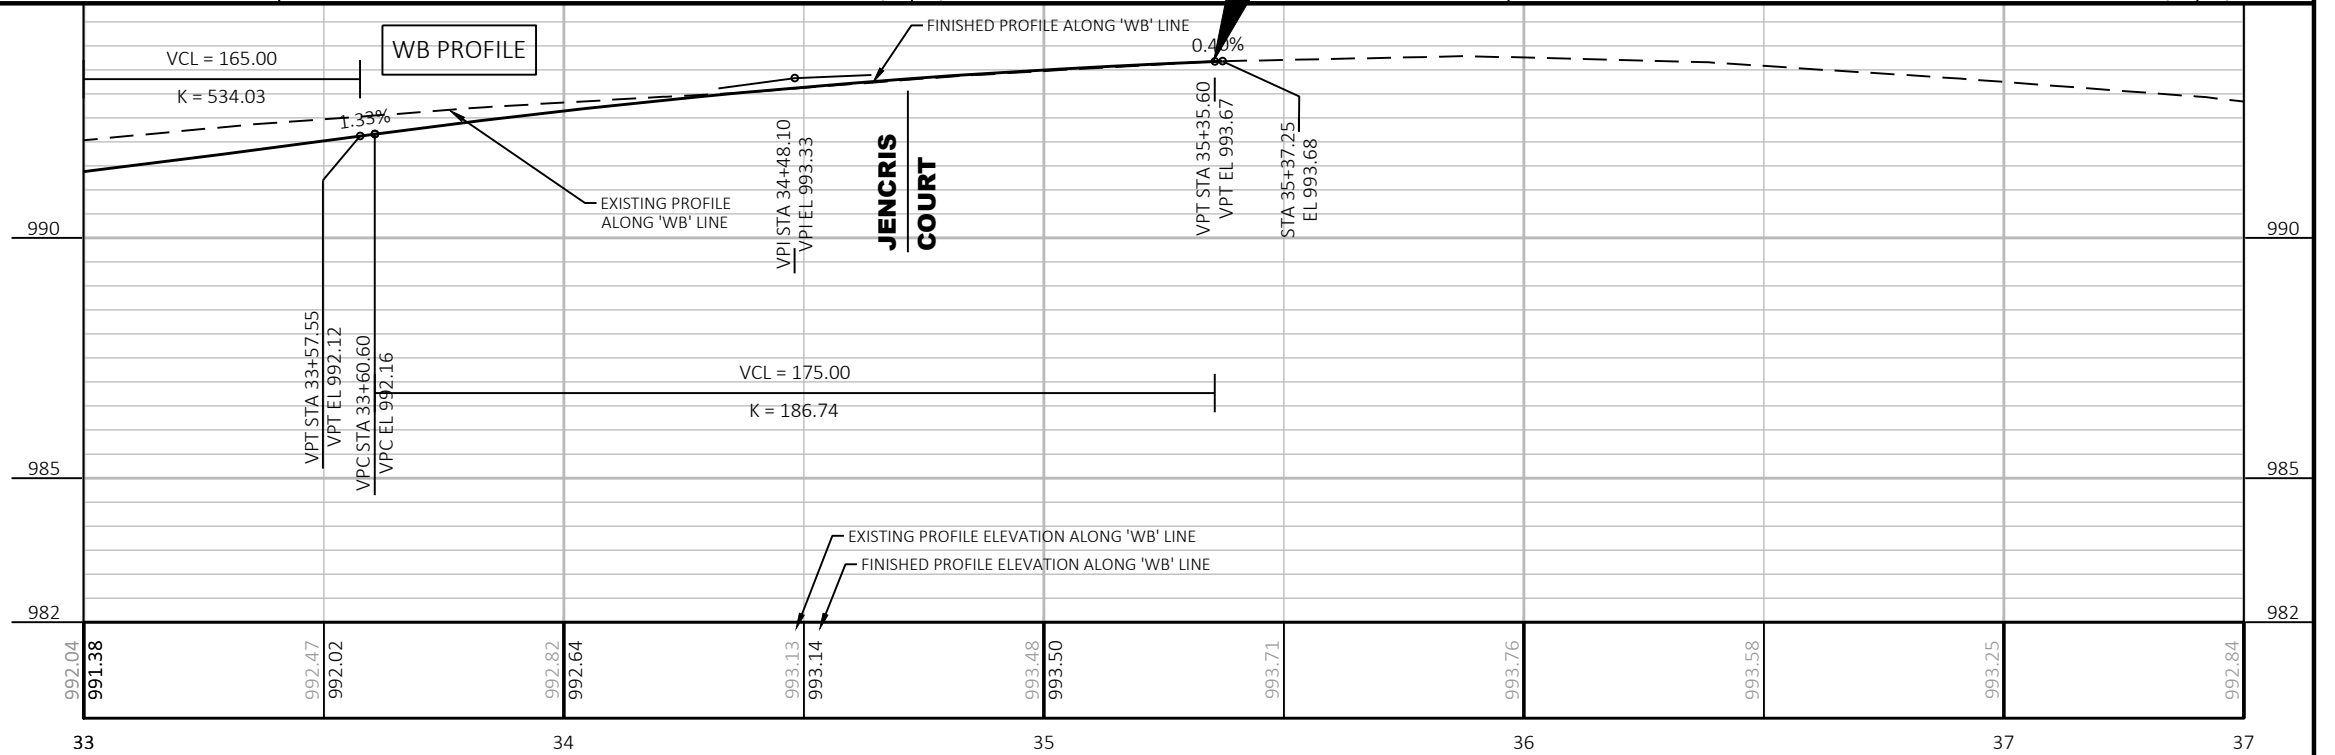 FINISHED PROFILE ALONG 'WB' LINE
VCL = 165.00
K = 534.03
WB PROFILE
1.33%
0.40%
EXISTING PROFILE
ALONG 'WB' LINE
VPI STA 34+48.10
VPI EL 993.33
JENCRIS
COURT
VPT STA 35+35.60
VPT EL 993.67
STA 35+37.25
EL 993.68
990
990
VPT STA 33+57.55
VPT EL 992.12
VPC STA 33+60.60
VPC EL 992.16
VCL = 175.00
K = 186.74
985
985
EXISTING PROFILE ELEVATION ALONG 'WB' LINE
FINISHED PROFILE ELEVATION ALONG 'WB' LINE
982
982
992.04
991.38
992.47
992.02
992.82
992.64
993.13
993.14
993.48
993.50
993.71
993.76
993.58
993.25
992.84
33
34
35
36
37
37